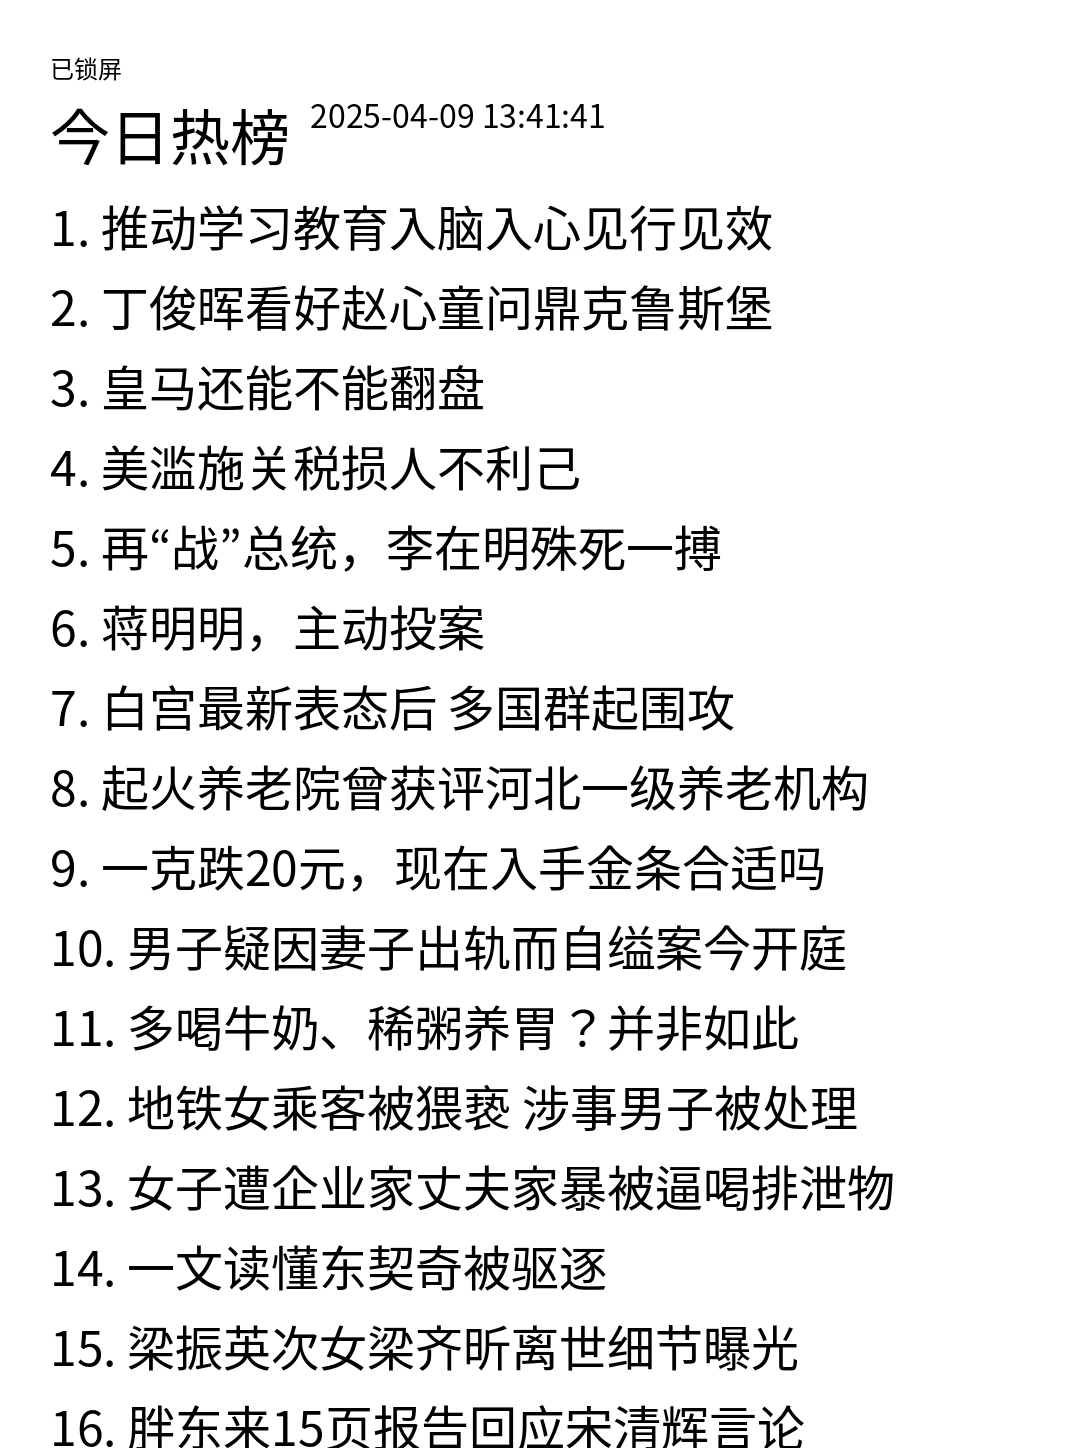 已锁屏
今日热榜 2025-04-09 13:41:41
1. 推动学习教育入脑入心见行见效
2. 丁俊晖看好赵心童问鼎克鲁斯堡
3. 皇马还能不能翻盘
4. 美滥施关税损人不利己
5. 再“战”总统，李在明殊死一搏
6. 蒋明明，主动投案
7. 白宫最新表态后 多国群起围攻
8. 起火养老院曾获评河北一级养老机构
9. 一克跌20元，现在入手金条合适吗
10. 男子疑因妻子出轨而自缢案今开庭
11. 多喝牛奶、稀粥养胃？并非如此
12. 地铁女乘客被猥亵 涉事男子被处理
13. 女子遭企业家丈夫家暴被逼喝排泄物
14. 一文读懂东契奇被驱逐
15. 梁振英次女梁齐昕离世细节曝光
16. 胖东来15页报告回应宋清辉言论